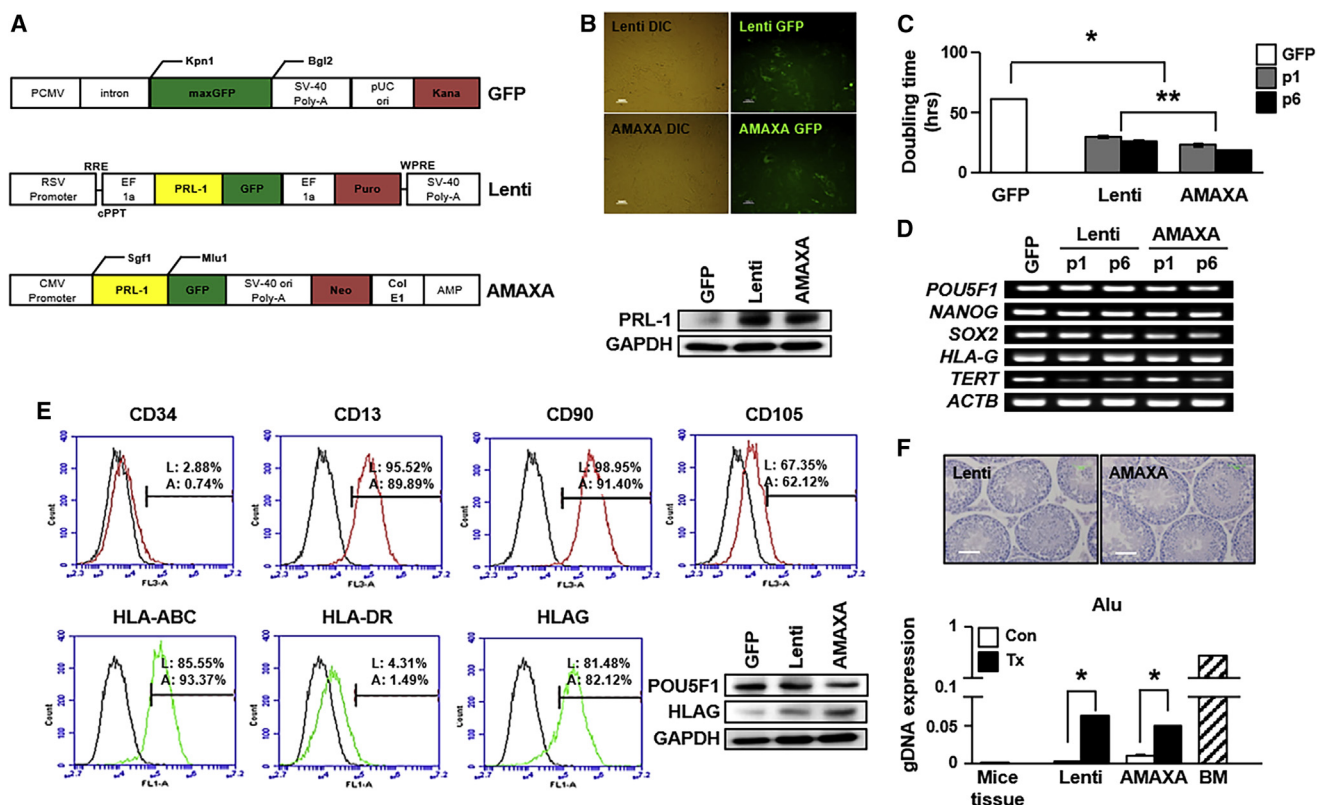 A
Kpn1
Bgl2
PCMV
intron
maxGFP
SV-40
Poly-A
pUC
ori
Kana
GFP
RRE
WPRE
RSV
Promoter
EF
1a
PRL-1
GFP
EF
1a
Puro
SV-40
Poly-A
Lenti
cPPT
Sgf1
Mlu1
CMV
Promoter
PRL-1
GFP
SV-40 ori
Poly-A
Neo
Col
E1
AMP
AMAXA
B
Lenti DIC
Lenti GFP
AMAXA DIC
AMAXA GFP
GFP
Lenti
AMAXA
PRL-1
GAPDH
C
Doubling time
(hrs)
100
50
0
*
**
GFP
p1
p6
GFP
Lenti
AMAXA
D
GFP
Lenti
AMAXA
p1
p6
p1
p6
POU5F1
NANOG
SOX2
HLA-G
TERT
ACTB
E
CD34
L: 2.88%
A: 0.74%
CD13
L: 95.52%
A: 89.89%
CD90
L: 98.95%
A: 91.40%
CD105
L: 67.35%
A: 62.12%
Count
FL3-A
HLA-ABC
L: 85.55%
A: 93.37%
HLA-DR
L: 4.31%
A: 1.49%
HLAG
L: 81.48%
A: 82.12%
Count
FL1-A
GFP
Lenti
AMAXA
POU5F1
HLAG
GAPDH
F
Lenti
AMAXA
Alu
gDNA expression
1
0.1
0.05
0
Con
Tx
*
*
Mice
tissue
Lenti
AMAXA
BM